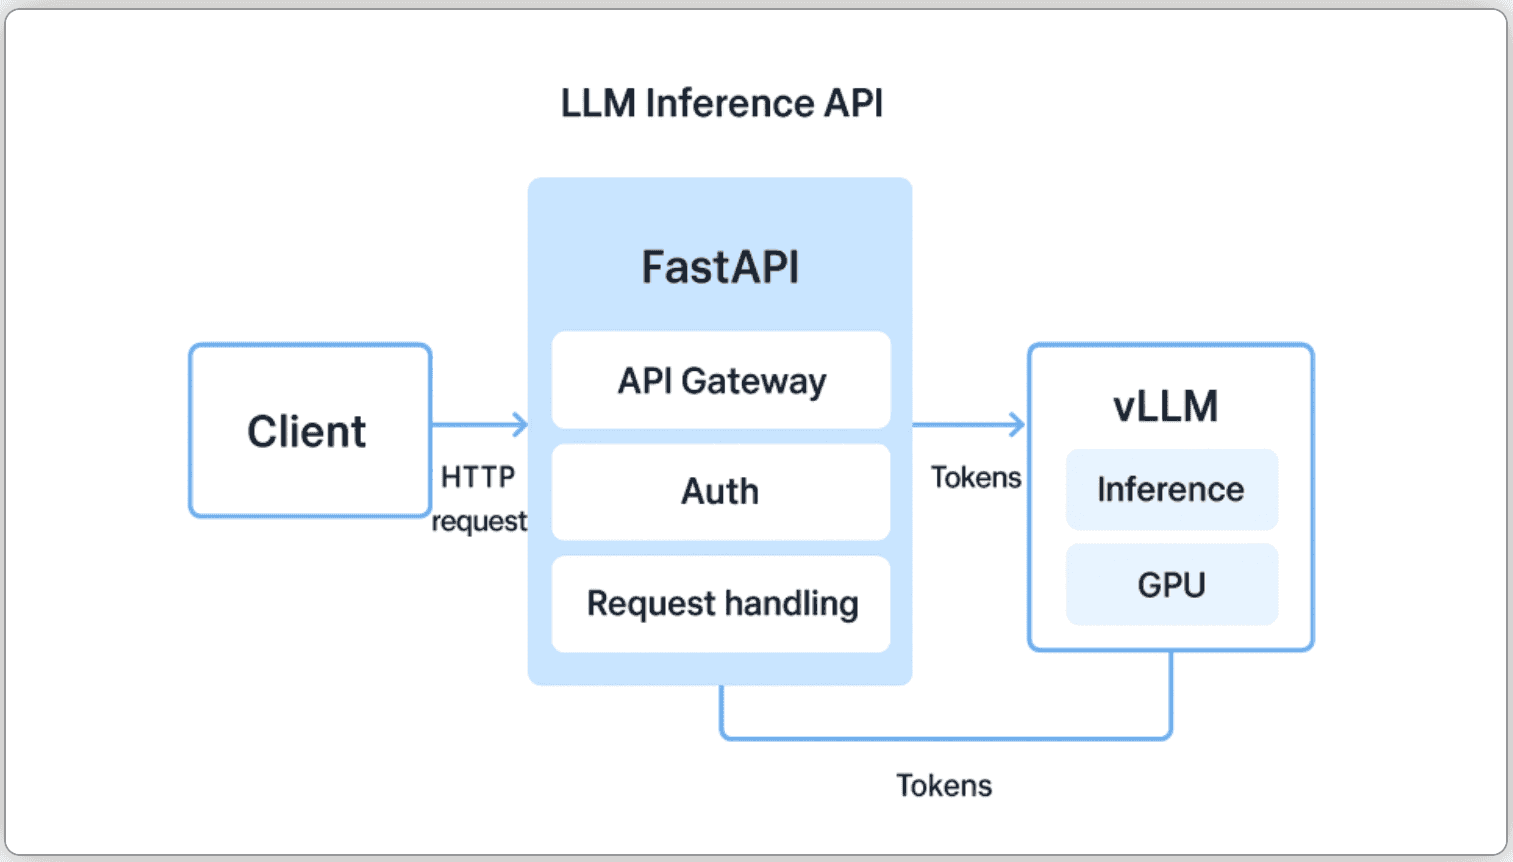 LLM Inference API
FastAPI
API Gateway
Auth
Request handling
Client
HTTP
request
Tokens
vLLM
Inference
GPU
Tokens